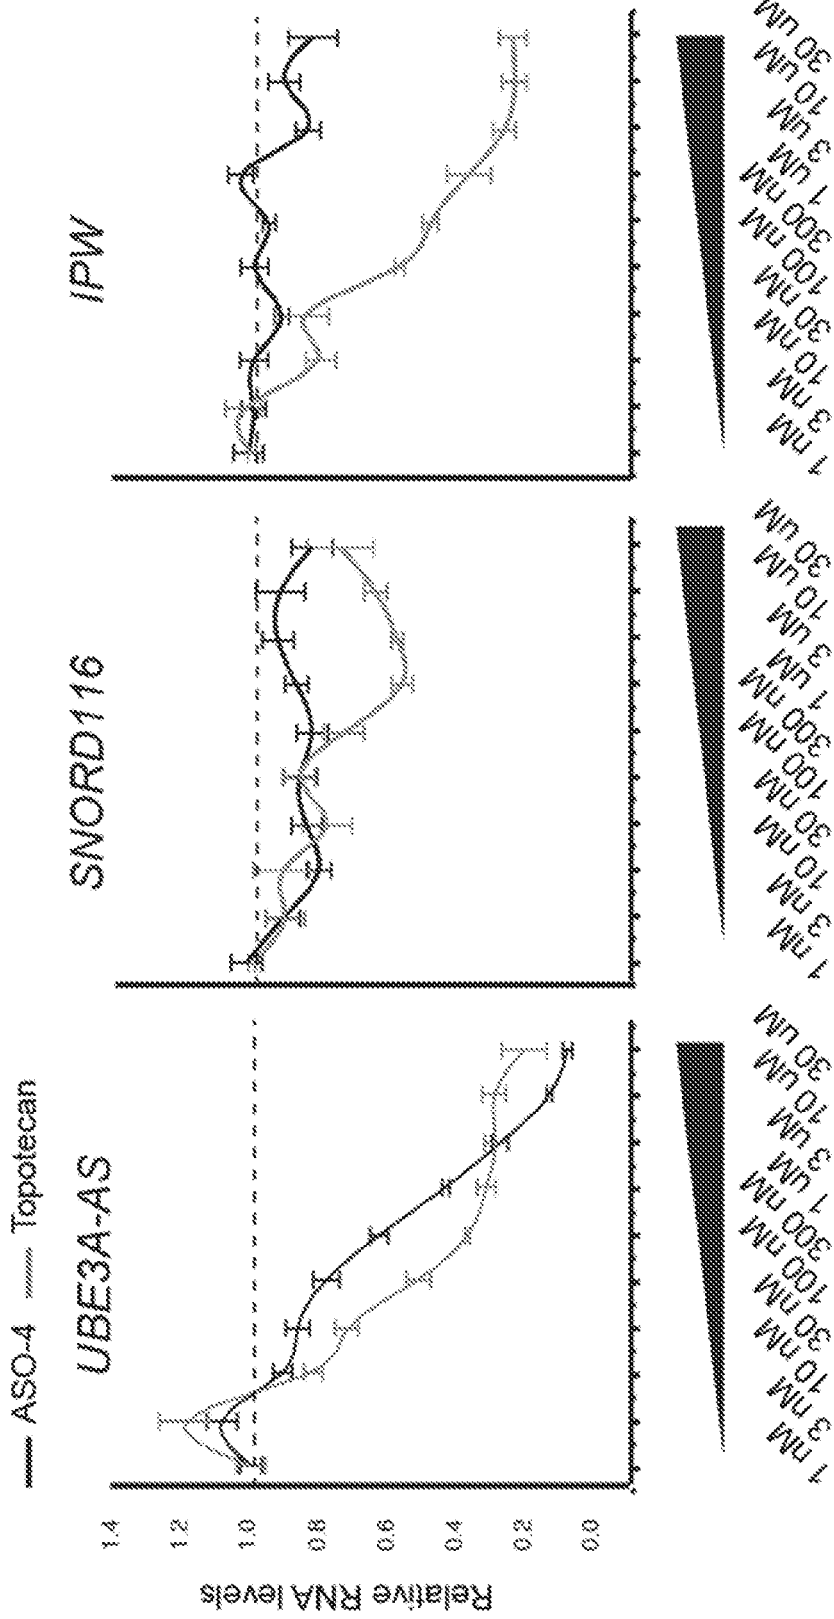 ASO-4 Topotecan
UBE3A-AS
SNORD116
IPW
Relative RNA levels
1.4
1.2
1.0
0.8
0.6
0.4
0.2
0.0
1 nM
3 nM
10 nM
30 nM
100 nM
300 nM
1 uM
3 uM
10 uM
30 uM
1 nM
3 nM
10 nM
30 nM
100 nM
300 nM
1 uM
3 uM
10 uM
30 uM
1 nM
3 nM
10 nM
30 nM
100 nM
300 nM
1 uM
3 uM
10 uM
30 uM